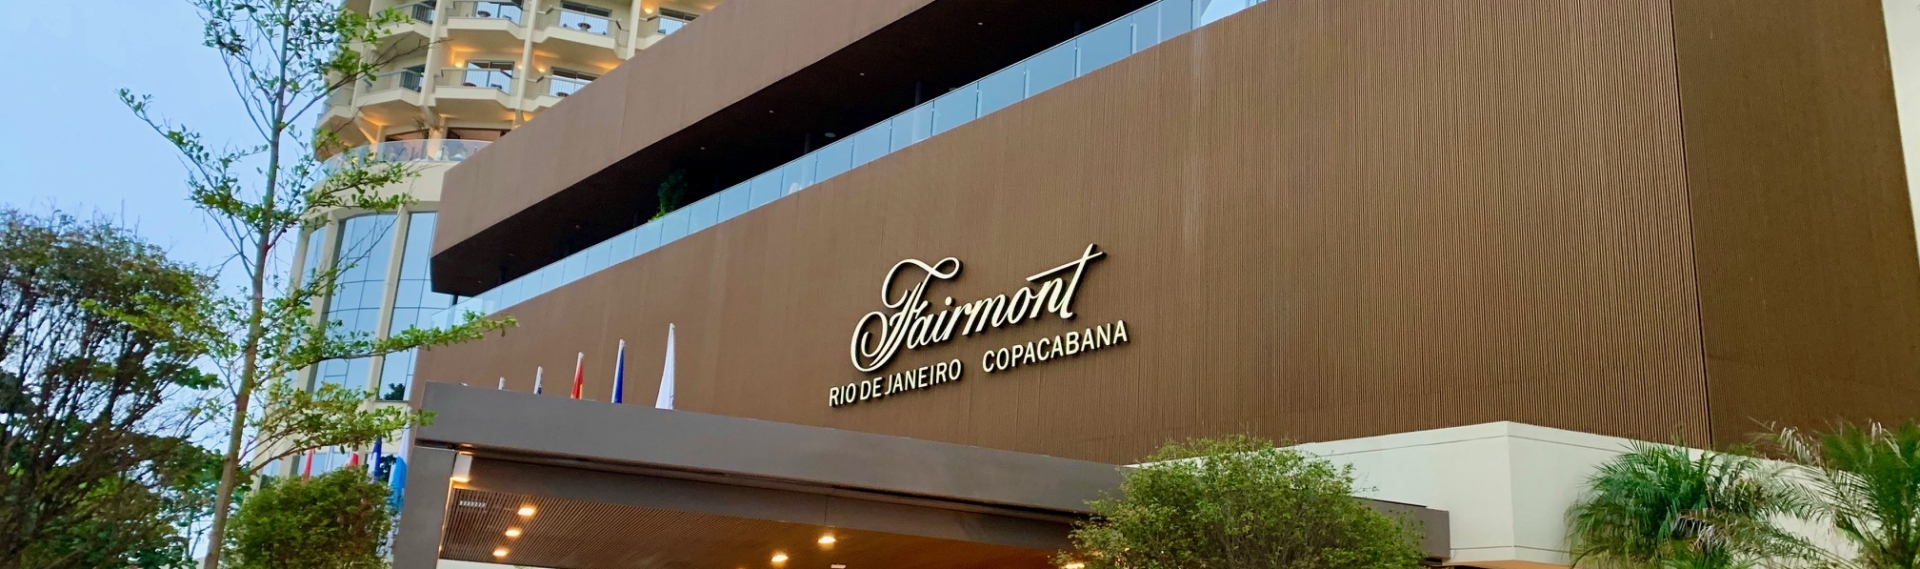 Fairmont
RIO DE JANEIRO COPACABANA